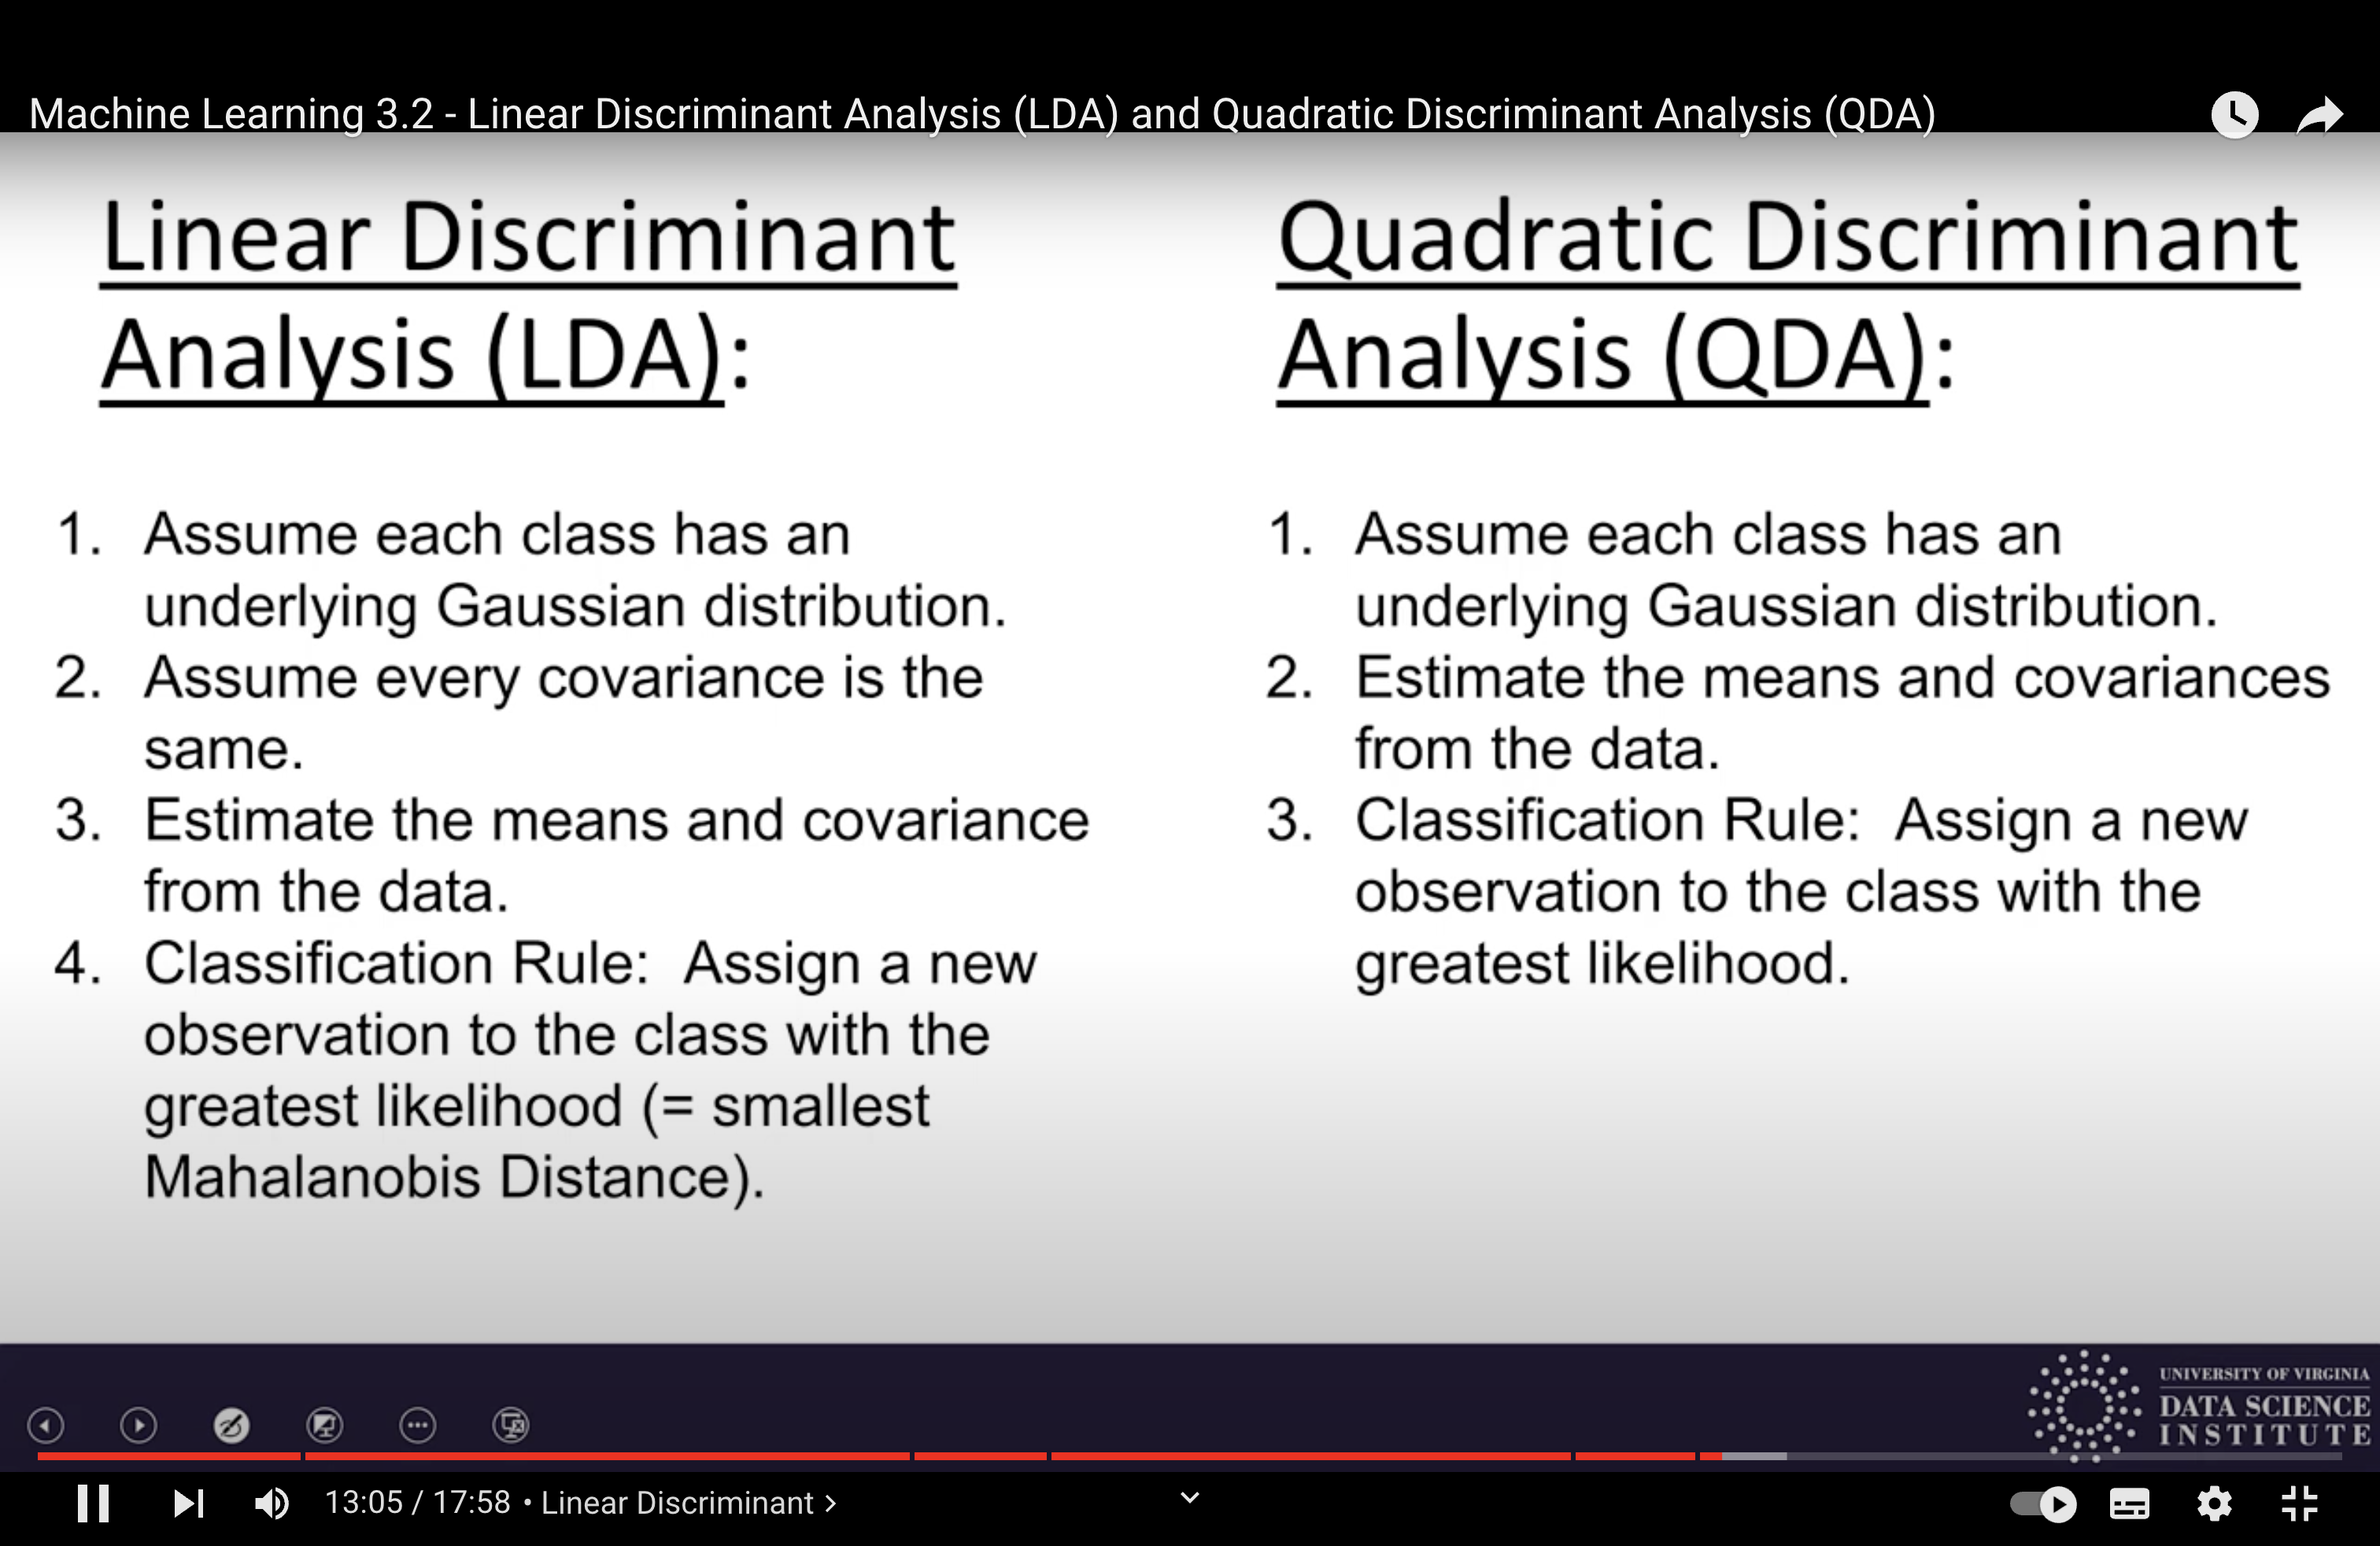 Machine Learning 3.2 - Linear Discriminant Analysis (LDA) and Quadratic Discriminant Analysis (QDA)
Linear Discriminant
Analysis (LDA):
1. Assume each class has an
underlying Gaussian distribution.
2. Assume every covariance is the
same.
3. Estimate the means and covariance
from the data.
4. Classification Rule: Assign a new
observation to the class with the
greatest likelihood (= smallest
Mahalanobis Distance).
Quadratic Discriminant
Analysis (QDA):
1. Assume each class has an
underlying Gaussian distribution.
2. Estimate the means and covariances
from the data.
3. Classification Rule: Assign a new
observation to the class with the
greatest likelihood.
UNIVERSITY OF VIRGINIA
DATA SCIENCE
INSTITUTE
13:05 / 17:58 • Linear Discriminant >